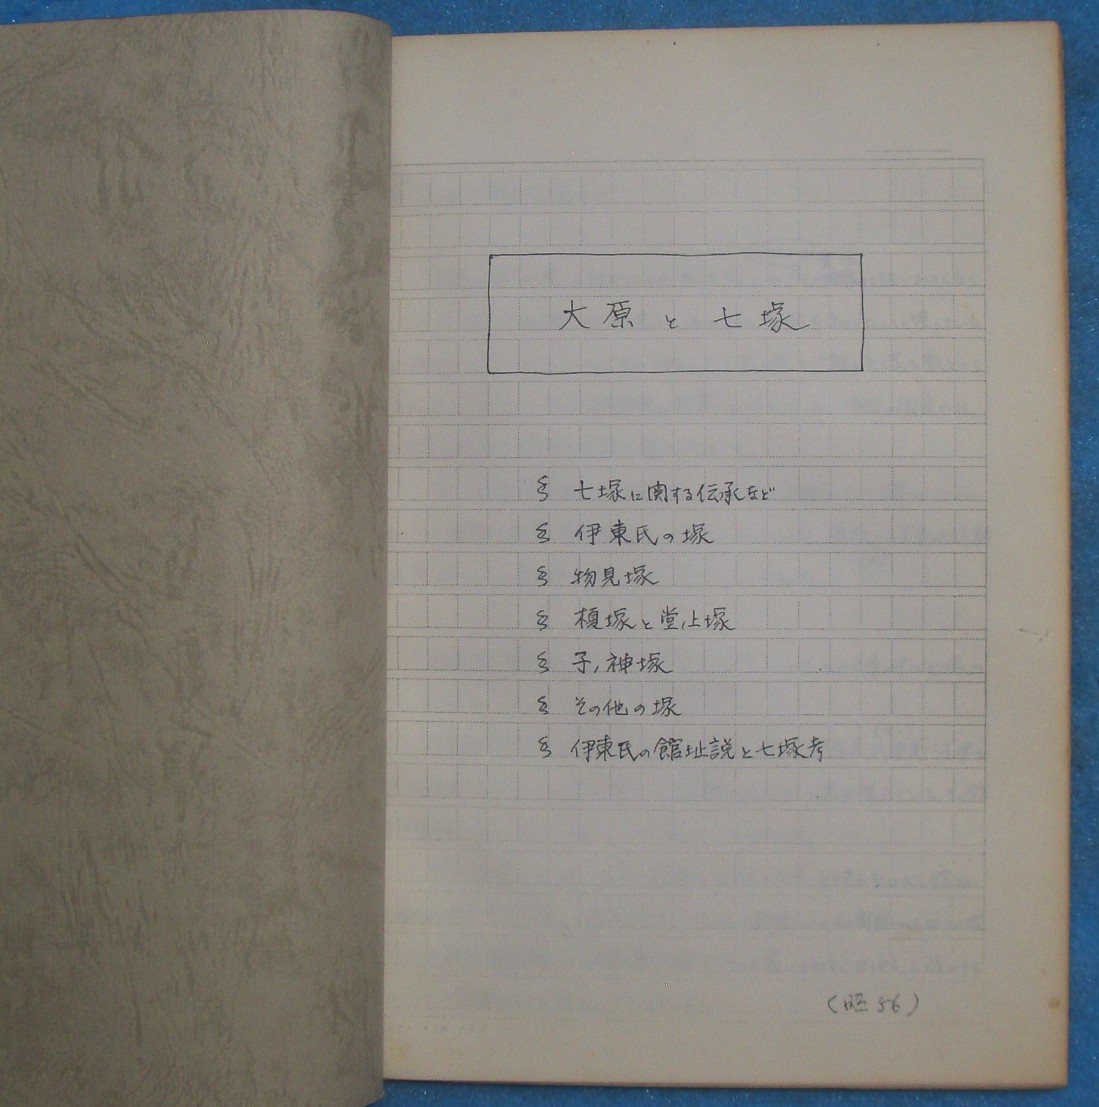 大原と七塚
§ 七塚に関する伝承など
§ 伊東氏の塚
§ 物見塚
§ 榎塚と堂ノ上塚
§ 子ノ神塚
§ その他の塚
§ 伊東氏の館址説と七塚考
(昭56)